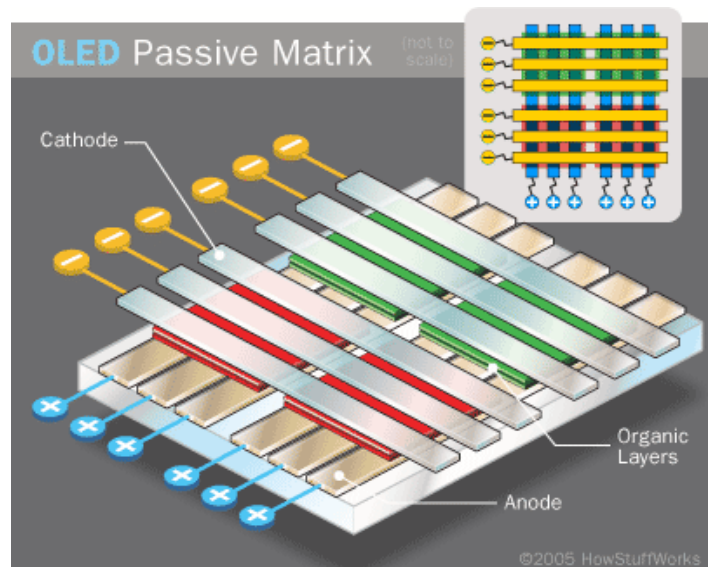 OLED Passive Matrix
(not to
scale)
Cathode
Organic
Layers
Anode
©2005 HowStuffWorks